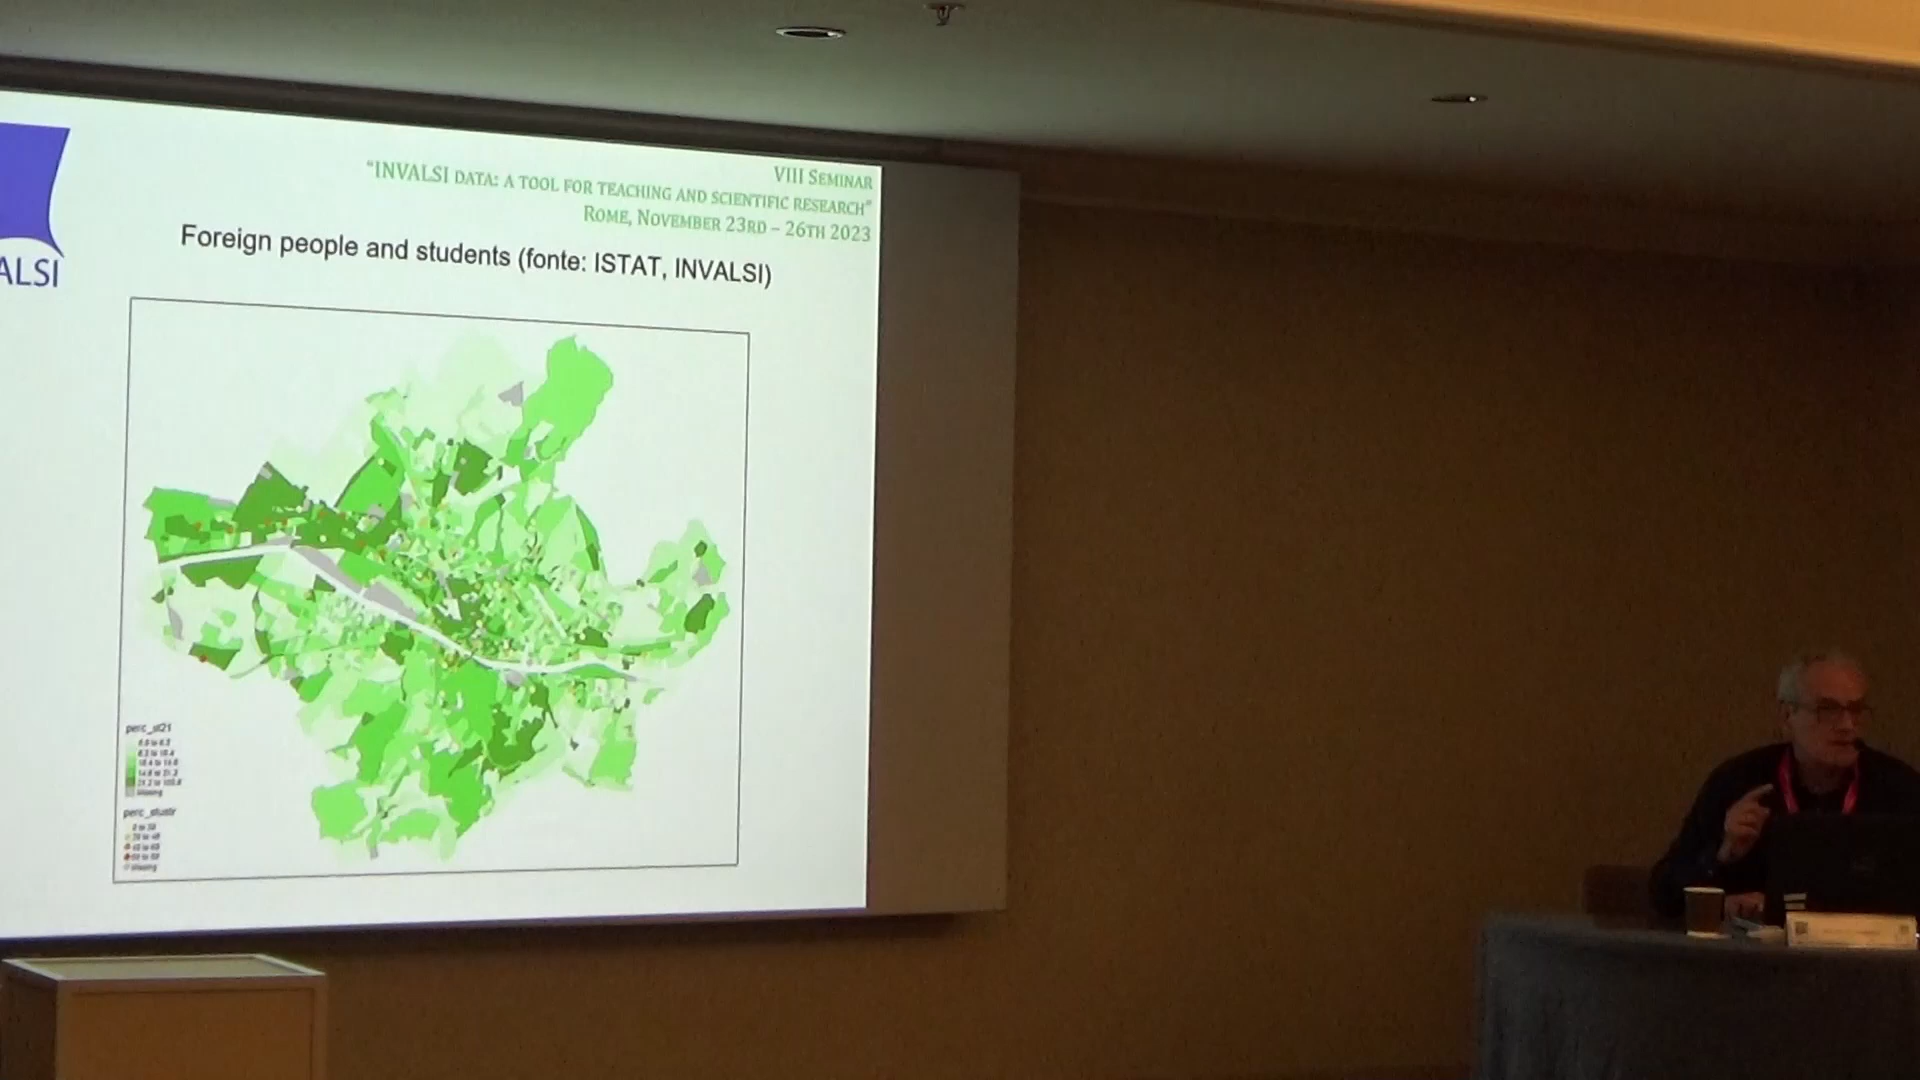 VIII SEMINAR
“INVALSI DATA: A TOOL FOR TEACHING AND SCIENTIFIC RESEARCH”
ROME, NOVEMBER 23RD – 26TH 2023
ALSI
Foreign people and students (fonte: ISTAT, INVALSI)
perc_st21
Missing
Missing